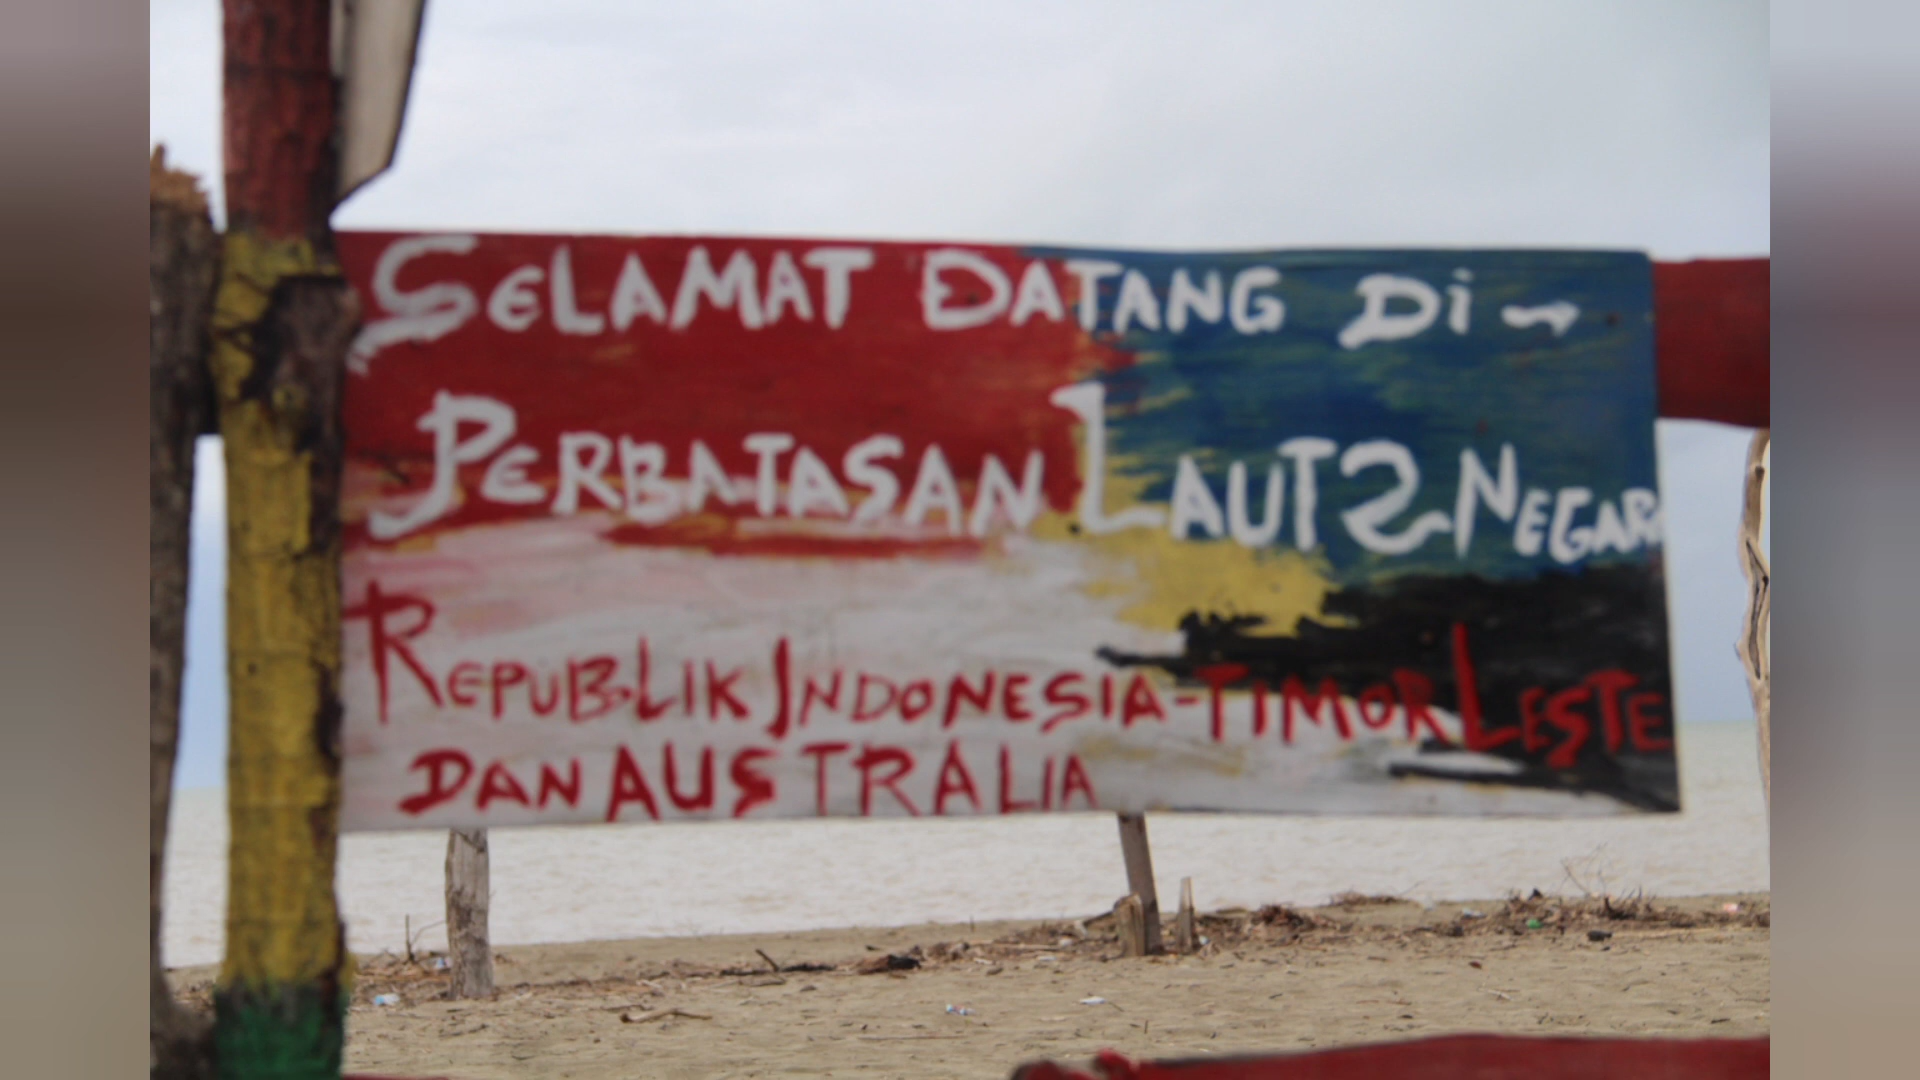 SELAMAT DATANG Di
PERBATASAN LAUT 2 NEGARA
REPUBLIK INDONESIA-TIMOR LESTE
DAN AUSTRALIA